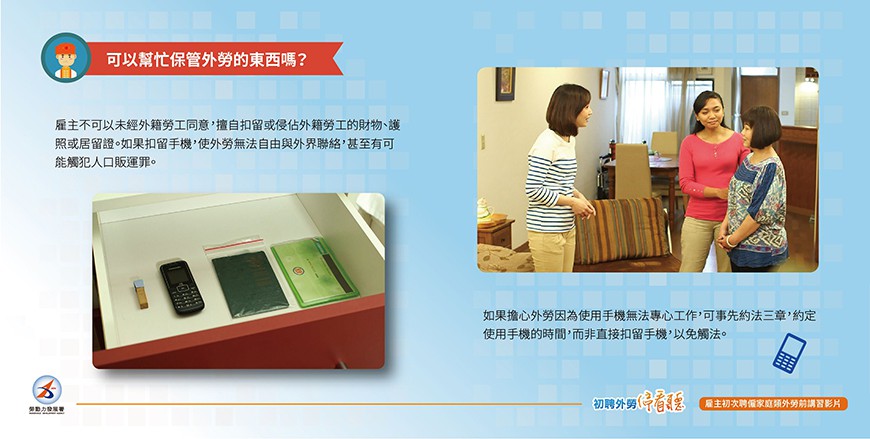 可以幫忙保管外勞的東西嗎？
雇主不可以未經外籍勞工同意，擅自扣留或侵佔外籍勞工的財物、護
照或居留證。如果扣留手機，使外勞無法自由與外界聯絡，甚至有可
能觸犯人口販運罪。
如果擔心外勞因為使用手機無法專心工作，可事先約法三章，約定
使用手機的時間，而非直接扣留手機，以免觸法。
勞動力發展署
WORKFORCE DEVELOPMENT AGENCY
初聘外勞停看聽
雇主初次聘僱家庭類外勞前講習影片